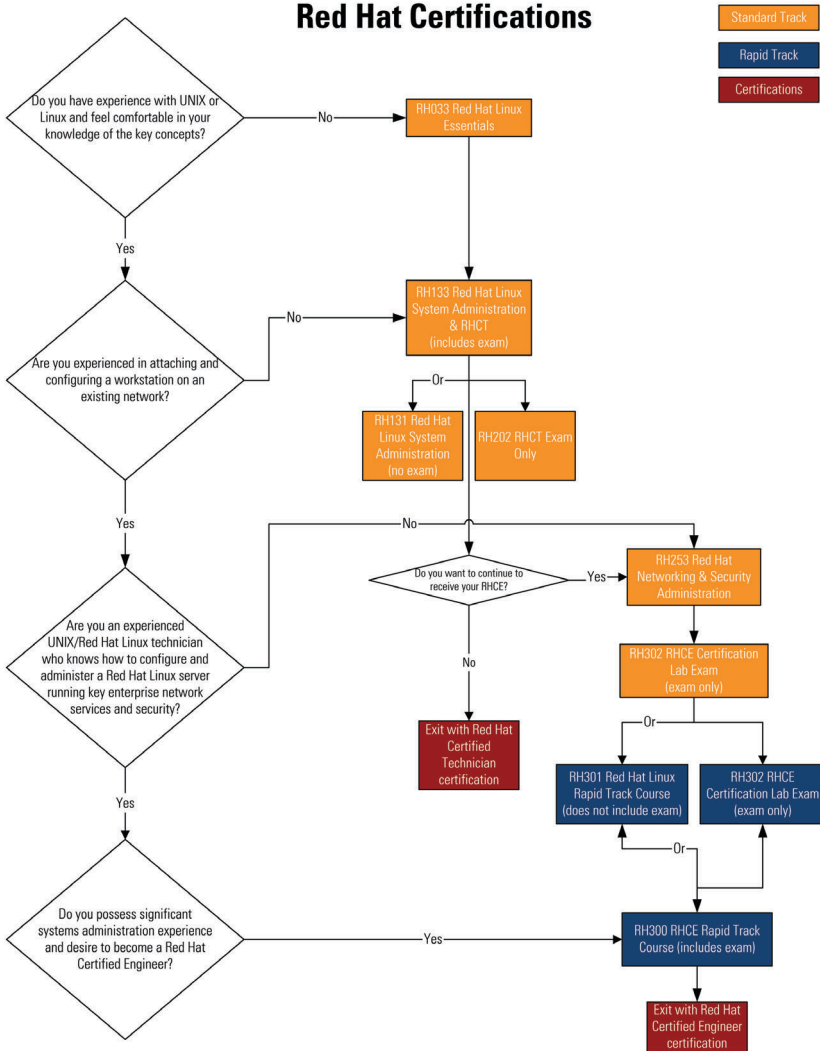 Red Hat Certifications
Standard Track
Rapid Track
Certifications
Do you have experience with UNIX or
Linux and feel comfortable in your
knowledge of the key concepts?
No
RH033 Red Hat Linux
Essentials
Yes
RH133 Red Hat Linux
System Administration
& RHCT
(includes exam)
No
Are you experienced in attaching and
configuring a workstation on an
existing network?
Or
RH131 Red Hat
Linux System
Administration
(no exam)
RH202 RHCT Exam
Only
Yes
No
RH253 Red Hat
Networking & Security
Administration
Do you want to continue to
receive your RHCE?
Yes
Are you an experienced
UNIX/Red Hat Linux technician
who knows how to configure and
administer a Red Hat Linux server
running key enterprise network
services and security?
No
RH302 RHCE Certification
Lab Exam
(exam only)
Or
Exit with Red Hat
Certified
Technician
certification
RH301 Red Hat Linux
Rapid Track Course
(does not include exam)
RH302 RHCE
Certification Lab Exam
(exam only)
Yes
Or
Do you possess significant
systems administration experience
and desire to become a Red Hat
Certified Engineer?
Yes
RH300 RHCE Rapid Track
Course (includes exam)
Exit with Red Hat
Certified Engineer
certification